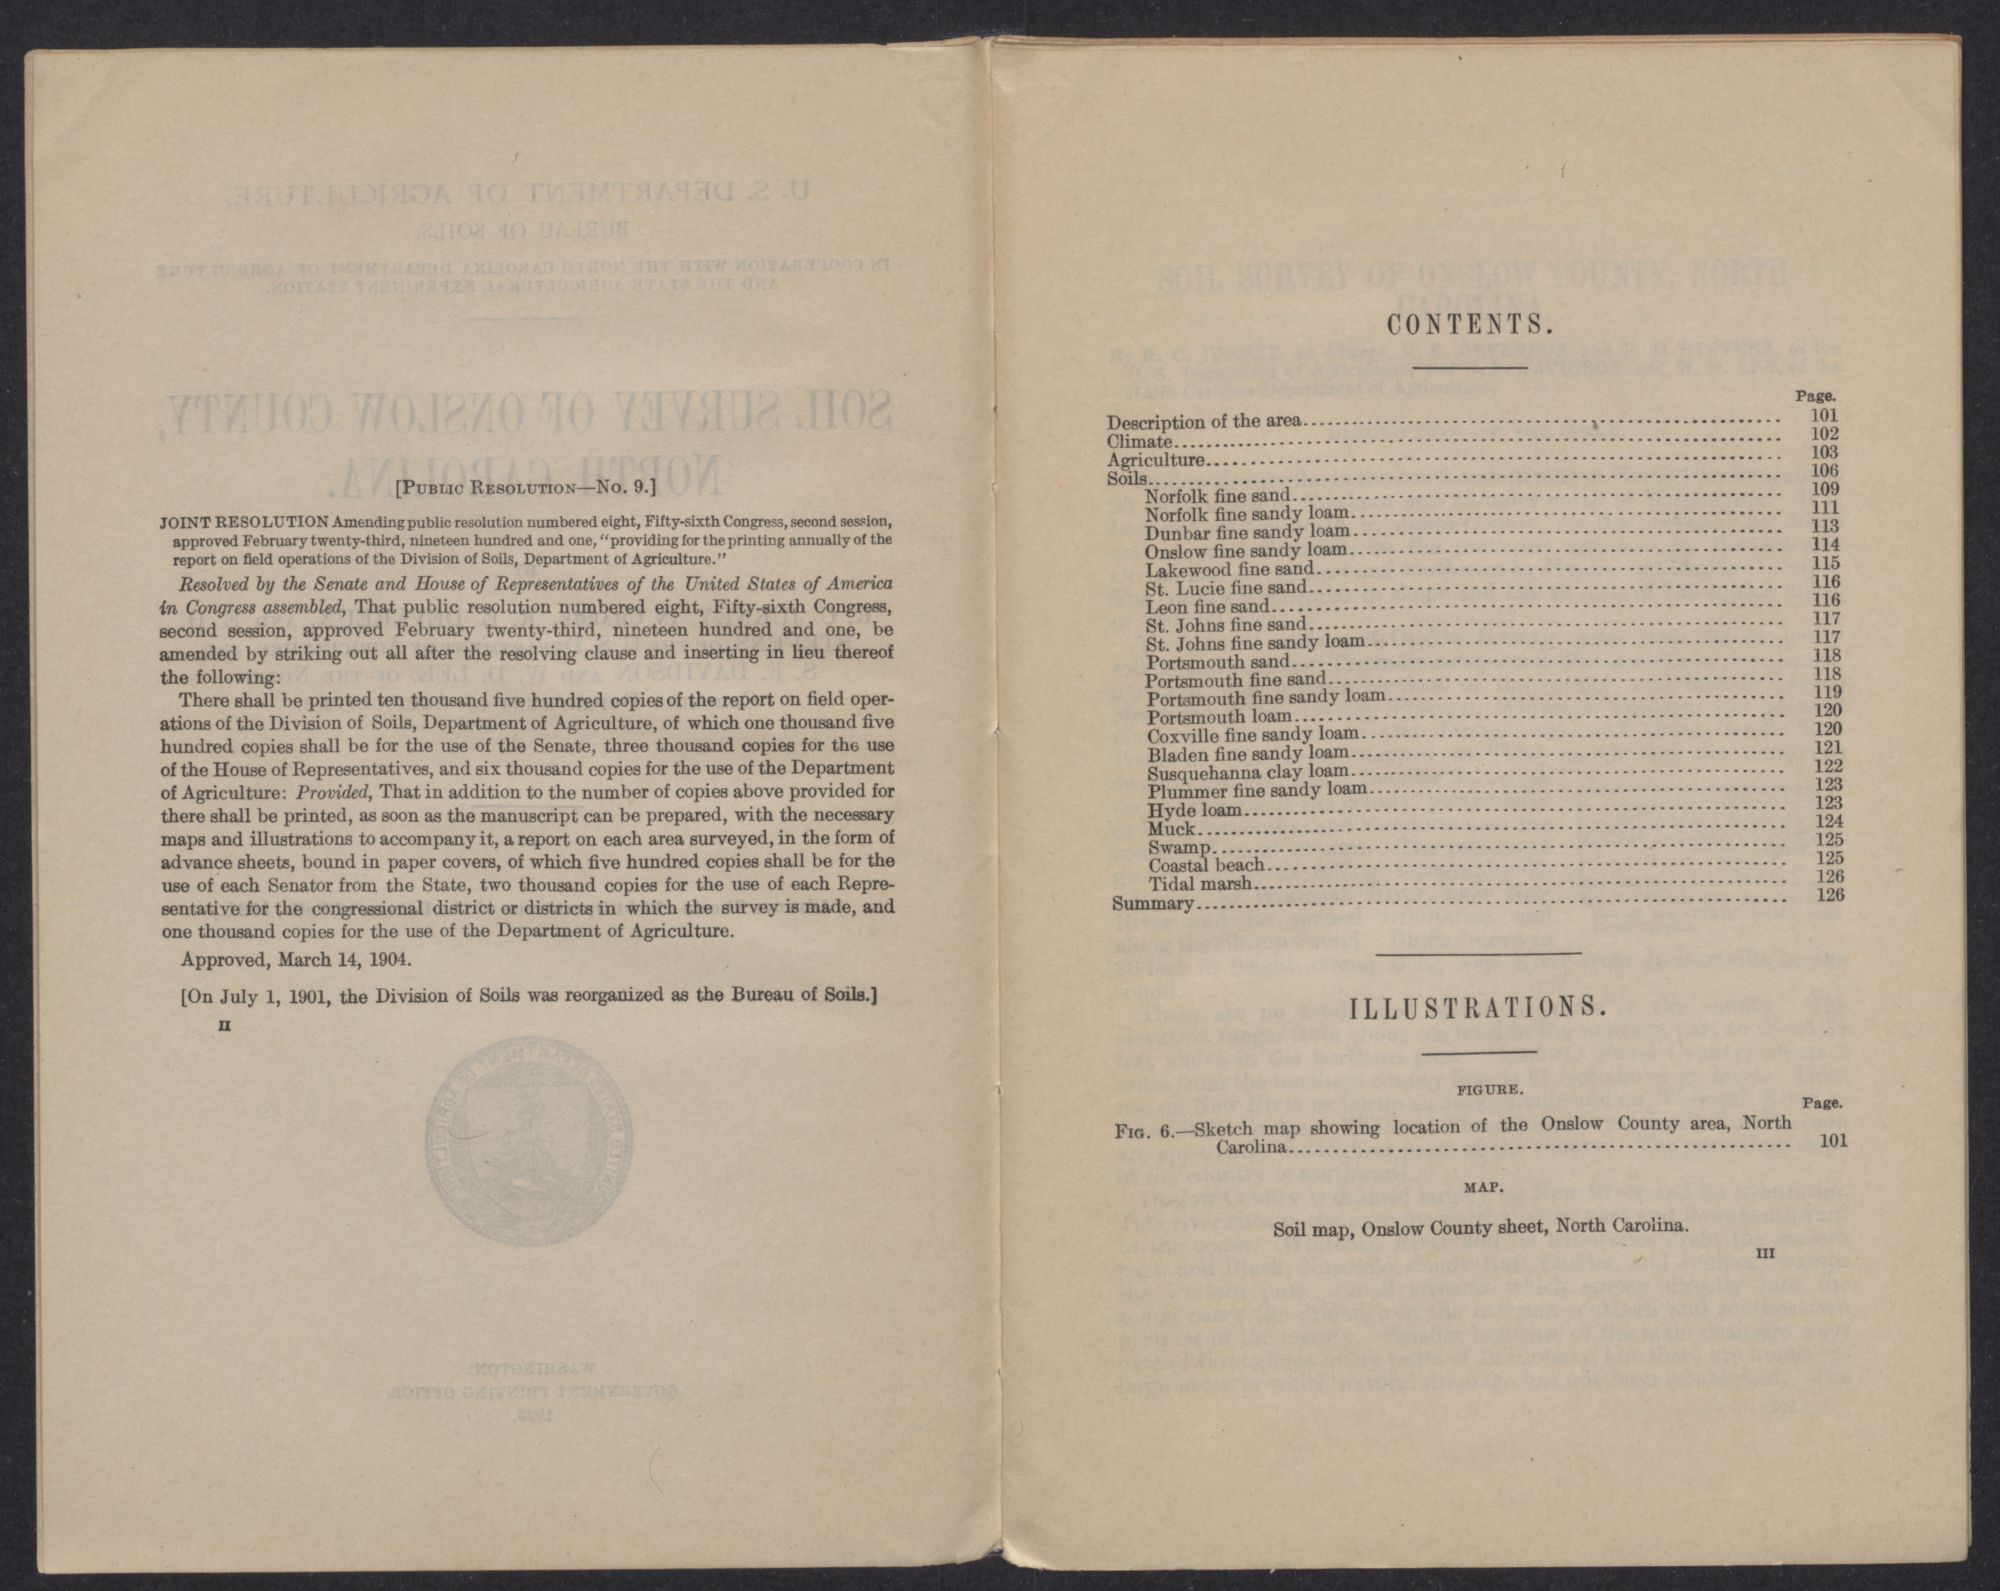 [PUBLIC RESOLUTION—NO. 9.]
JOINT RESOLUTION Amending public resolution numbered eight, Fifty-sixth Congress, second session,
approved February twenty-third, nineteen hundred and one, "providing for the printing annually of the
report on field operations of the Division of Soils, Department of Agriculture."
Resolved by the Senate and House of Representatives of the United States of America
in Congress assembled, That public resolution numbered eight, Fifty-sixth Congress,
second session, approved February twenty-third, nineteen hundred and one, be
amended by striking out all after the resolving clause and inserting in lieu thereof
the following:
There shall be printed ten thousand five hundred copies of the report on field oper-
ations of the Division of Soils, Department of Agriculture, of which one thousand five
hundred copies shall be for the use of the Senate, three thousand copies for the use
of the House of Representatives, and six thousand copies for the use of the Department
of Agriculture: Provided, That in addition to the number of copies above provided for
there shall be printed, as soon as the manuscript can be prepared, with the necessary
maps and illustrations to accompany it, a report on each area surveyed, in the form of
advance sheets, bound in paper covers, of which five hundred copies shall be for the
use of each Senator from the State, two thousand copies for the use of each Repre-
sentative for the congressional district or districts in which the survey is made, and
one thousand copies for the use of the Department of Agriculture.
Approved, March 14, 1904.
[On July 1, 1901, the Division of Soils was reorganized as the Bureau of Soils.]
II
CONTENTS.
Page.
Description of the area 101
Climate 102
Agriculture 103
Soils 106
Norfolk fine sand 109
Norfolk fine sandy loam 111
Dunbar fine sandy loam 113
Onslow fine sandy loam 114
Lakewood fine sand 115
St. Lucie fine sand 116
Leon fine sand 116
St. Johns fine sand 117
St. Johns fine sandy loam 117
Portsmouth sand 118
Portsmouth fine sand 118
Portsmouth fine sandy loam 119
Portsmouth loam 120
Coxville fine sandy loam 120
Bladen fine sandy loam 121
Susquehanna clay loam 122
Plummer fine sandy loam 123
Hyde loam 123
Muck 124
Swamp 125
Coastal beach 125
Tidal marsh 126
Summary 126
ILLUSTRATIONS.
FIGURE.
Page.
FIG. 6.—Sketch map showing location of the Onslow County area, North
Carolina 101
MAP.
Soil map, Onslow County sheet, North Carolina.
III